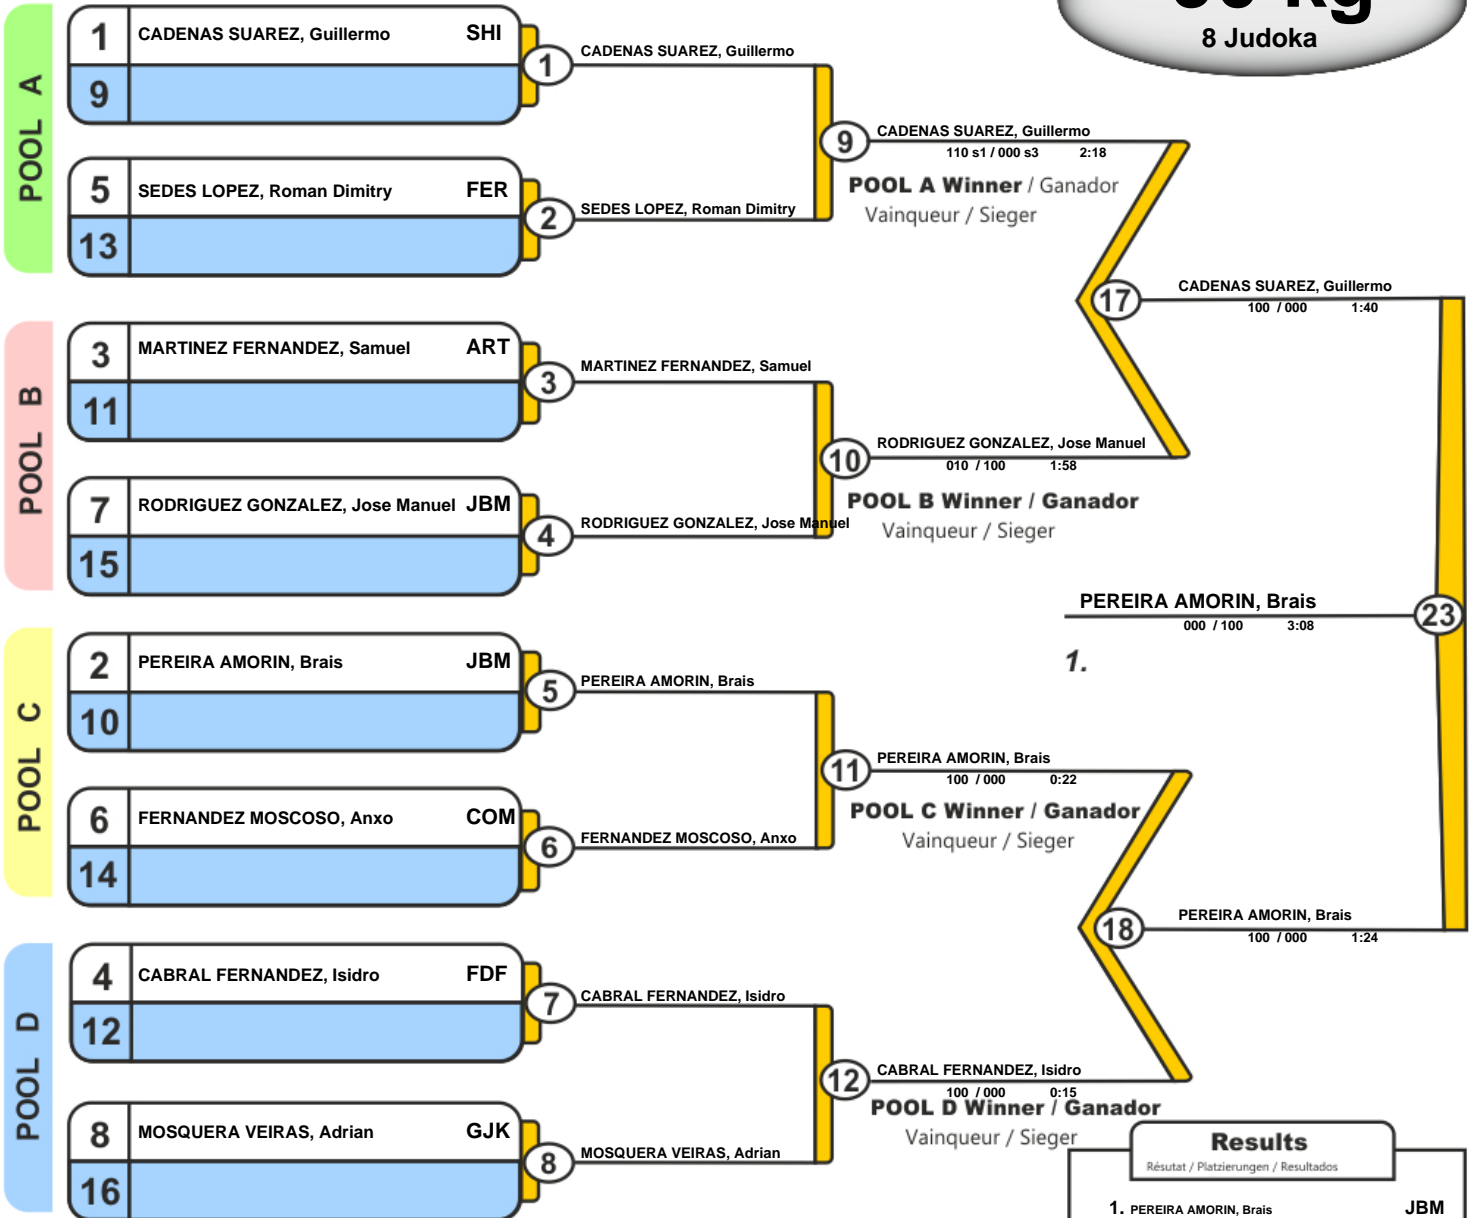 8 Judoka
POOL A
1 CADENAS SUAREZ, Guillermo SHI
9
5 SEDES LOPEZ, Roman Dimitry FER
13
POOL B
3 MARTINEZ FERNANDEZ, Samuel ART
11
7 RODRIGUEZ GONZALEZ, Jose Manuel JBM
15
POOL C
2 PEREIRA AMORIN, Brais JBM
10
6 FERNANDEZ MOSCOSO, Anxo COM
14
POOL D
4 CABRAL FERNANDEZ, Isidro FDF
12
8 MOSQUERA VEIRAS, Adrian GJK
16
1 CADENAS SUAREZ, Guillermo
2 SEDES LOPEZ, Roman Dimitry
3 MARTINEZ FERNANDEZ, Samuel
4 RODRIGUEZ GONZALEZ, Jose Manuel
5 PEREIRA AMORIN, Brais
6 FERNANDEZ MOSCOSO, Anxo
7 CABRAL FERNANDEZ, Isidro
8 MOSQUERA VEIRAS, Adrian
9 CADENAS SUAREZ, Guillermo
110 s1 / 000 s3 2:18
POOL A Winner / Ganador
Vainqueur / Sieger
10 RODRIGUEZ GONZALEZ, Jose Manuel
010 / 100 1:58
POOL B Winner / Ganador
Vainqueur / Sieger
11 PEREIRA AMORIN, Brais
100 / 000 0:22
POOL C Winner / Ganador
Vainqueur / Sieger
12 CABRAL FERNANDEZ, Isidro
100 / 000 0:15
POOL D Winner / Ganador
Vainqueur / Sieger
17 CADENAS SUAREZ, Guillermo
100 / 000 1:40
18 PEREIRA AMORIN, Brais
100 / 000 1:24
PEREIRA AMORIN, Brais 23
000 / 100 3:08
1.
Results
Résutat / Platzierungen / Resultados
1. PEREIRA AMORIN, Brais JBM